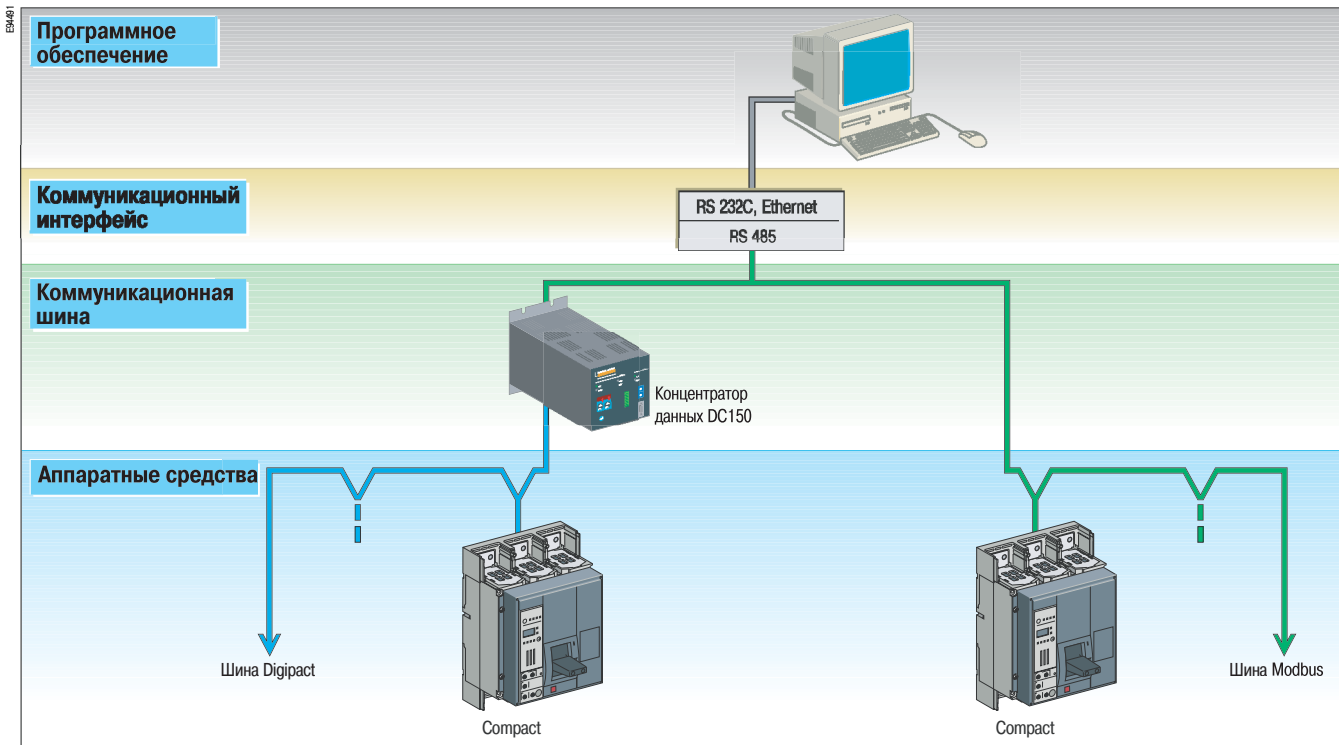 E94491
Программное
обеспечение
Коммуникационный
интерфейс
RS 232C, Ethernet
RS 485
Коммуникационная
шина
Концентратор
данных DC150
Аппаратные средства
Шина Digipact
Compact
Compact
Шина Modbus